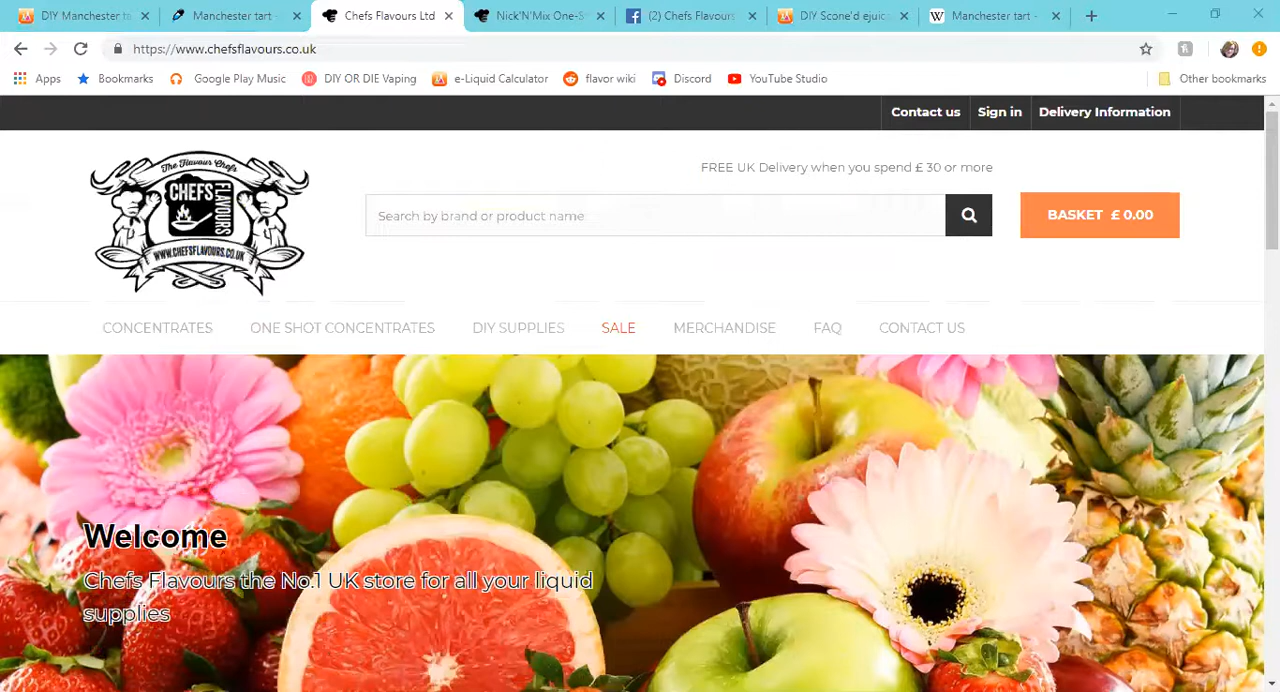 DIY Manchester ta
Manchester tart -
Chefs Flavours Ltd
Nick'N'Mix One-S
(2) Chefs Flavours
DIY Scone'd ejuic
Manchester tart -
https://www.chefsflavours.co.uk
Apps
Bookmarks
Google Play Music
DIY OR DIE Vaping
e-Liquid Calculator
flavor wiki
Discord
YouTube Studio
Other bookmarks
Contact us
Sign in
Delivery Information
The Flavour Chefs
CHEFS
FLAVOURS
WWW.CHEFSFLAVOURS.CO.UK
FREE UK Delivery when you spend £ 30 or more
Search by brand or product name
BASKET £ 0.00
CONCENTRATES
ONE SHOT CONCENTRATES
DIY SUPPLIES
SALE
MERCHANDISE
FAQ
CONTACT US
Welcome
Chefs Flavours the No.1 UK store for all your liquid
supplies